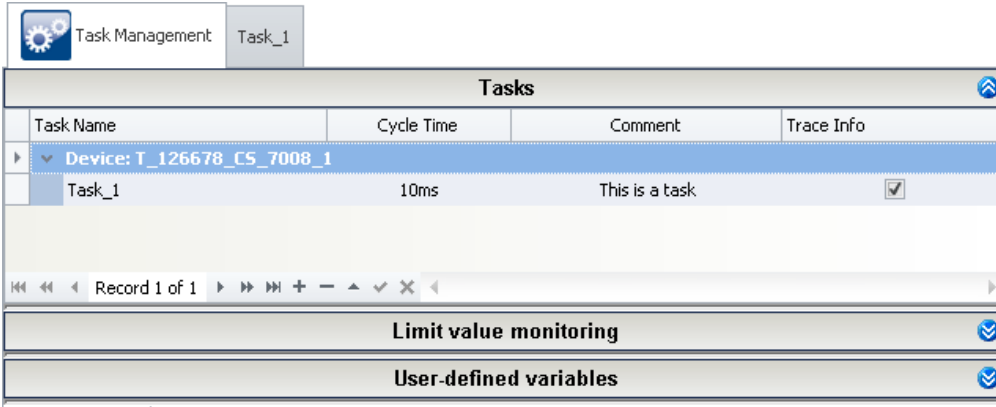 Task Management Task_1
Tasks
Task Name Cycle Time Comment Trace Info
Device: T_126678_CS_7008_1
Task_1 10ms This is a task
Record 1 of 1
Limit value monitoring
User-defined variables